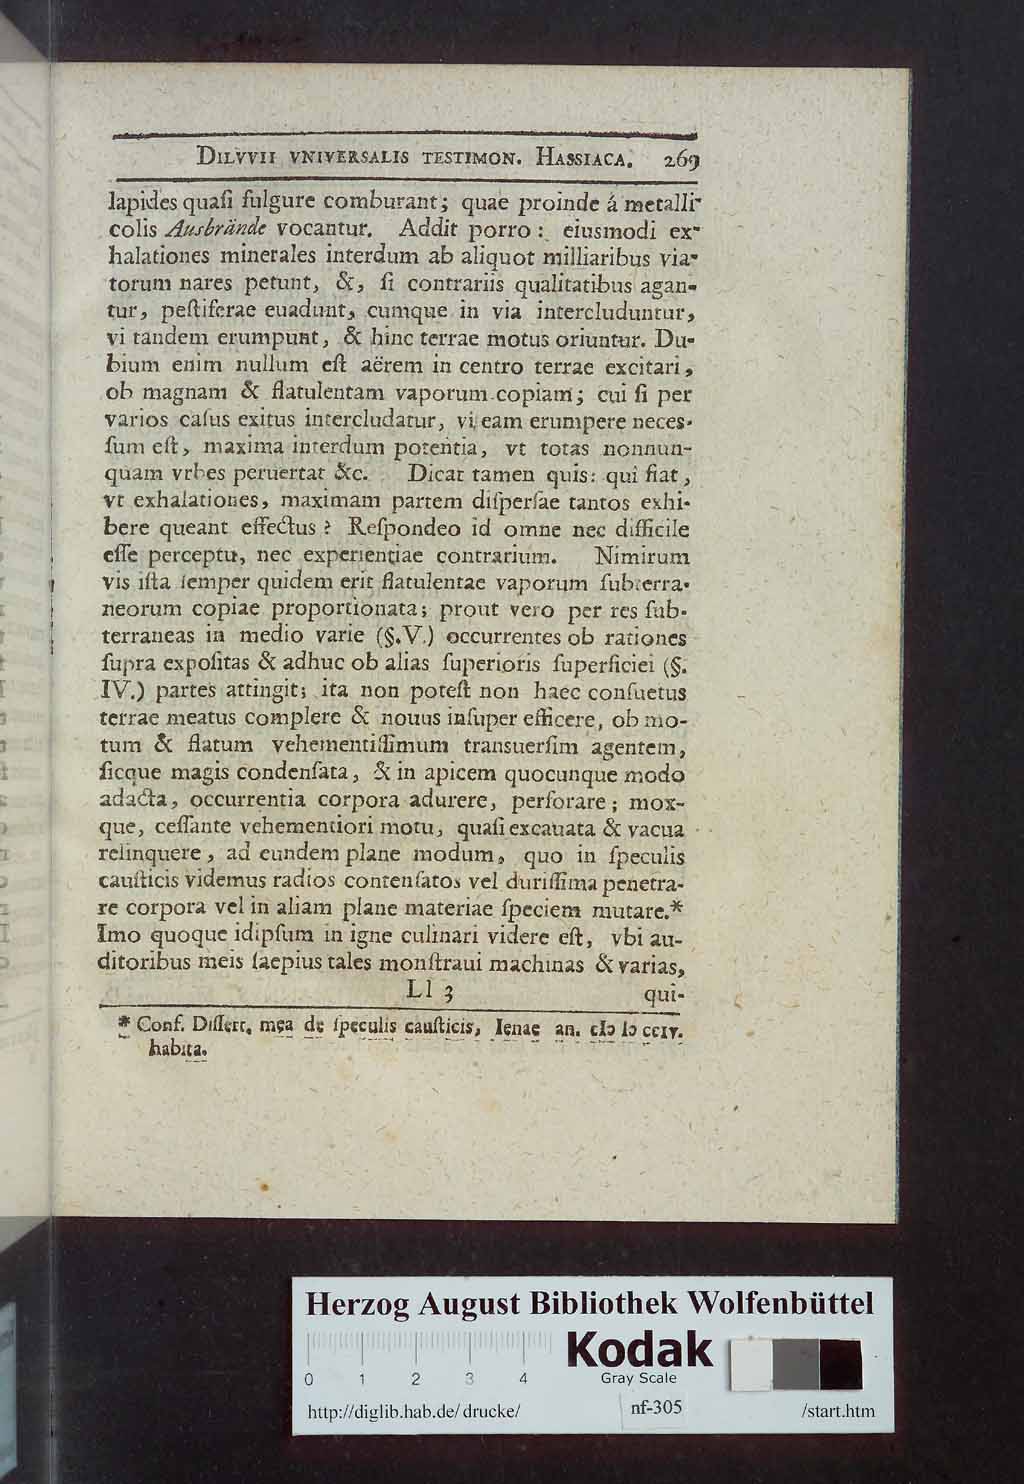 DILVVII VNIVERSALIS TESTIMON. HASSIACA. 269
lapides quaſi fulgure comburant; quae proinde á metalli-
colis Ausbrände vocantur. Addit porro: eiusmodi ex-
halationes minerales interdum ab aliquot milliaribus via-
torum nares petunt, &, ſi contrariis qualitatibus agan-
tur, peſtiferae euadunt, cumque in via intercluduntur,
vi tandem erumpunt, & hinc terrae motus oriuntur. Du-
bium enim nullum eſt aërem in centro terrae excitari,
ob magnam & flatulentam vaporum copiam; cui ſi per
varios caſus exitus intercludatur, vi eam erumpere neces-
ſum eſt, maxima interdum potentia, vt totas nonnun-
quam vrbes peruertat &c. Dicat tamen quis: qui fiat,
vt exhalationes, maximam partem diſperſae tantos exhi-
bere queant effectus? Reſpondeo id omne nec difficile
eſſe perceptu, nec experientiae contrarium. Nimirum
vis iſta ſemper quidem erit flatulentae vaporum ſubterra-
neorum copiae proportionata; prout vero per res ſub-
terraneas in medio varie (§.V.) occurrentes ob rationes
ſupra expoſitas & adhuc ob alias ſuperioris ſuperficiei (§.
IV.) partes attingit; ita non poteſt non haec conſuetus
terrae meatus complere & nouus inſuper efficere, ob mo-
tum & flatum vehementiſſimum transuerſim agentem,
ſicque magis condenſata, & in apicem quocunque modo
adacta, occurrentia corpora adurere, perforare; mox-
que, ceſſante vehementiori motu, quaſi excauata & vacua
relinquere, ad eundem plane modum, quo in ſpeculis
cauſticis videmus radios contenſatos vel duriſſima penetra-
re corpora vel in aliam plane materiae ſpeciem mutare.*
Imo quoque idipſum in igne culinari videre eſt, vbi au-
ditoribus meis ſaepius tales monſtraui machinas & varias,
Ll 3 qui-
* Conf. Diſſert. mea de ſpeculis cauſticis, Ienae an. cIɔ Iɔ ccIV.
habita.
Herzog August Bibliothek Wolfenbüttel
Kodak
Gray Scale
0 1 2 3 4
http://diglib.hab.de/drucke/ nf-305 /start.htm